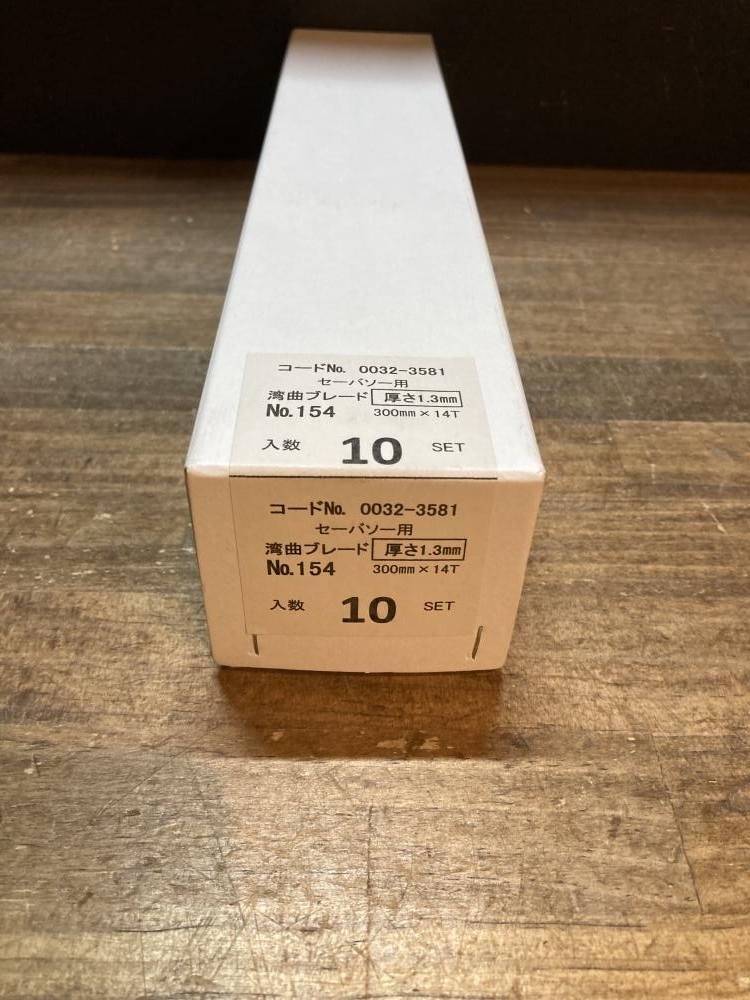 コードNo. 0032-3581
セーバソー用
湾曲ブレード 厚さ1.3mm
No.154 300mm×14T
入数 10 SET
コードNo. 0032-3581
セーバソー用
湾曲ブレード 厚さ1.3mm
No.154 300mm×14T
入数 10 SET